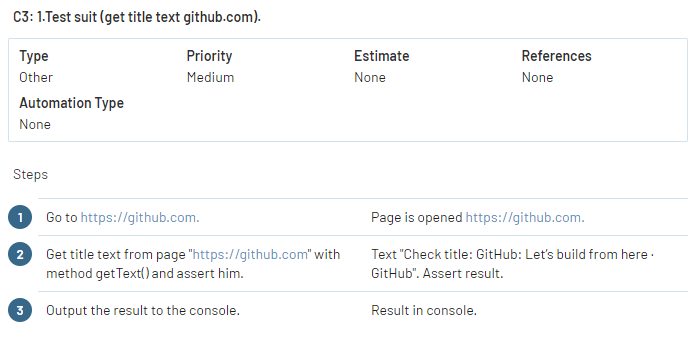 C3: 1.Test suit (get title text github.com).
Type Priority Estimate References
Other Medium None None
Automation Type
None
Steps
1 Go to https://github.com. Page is opened https://github.com.
2 Get title text from page "https://github.com" with Text "Check title: GitHub: Let's build from here ·
method getText() and assert him. GitHub". Assert result.
3 Output the result to the console. Result in console.